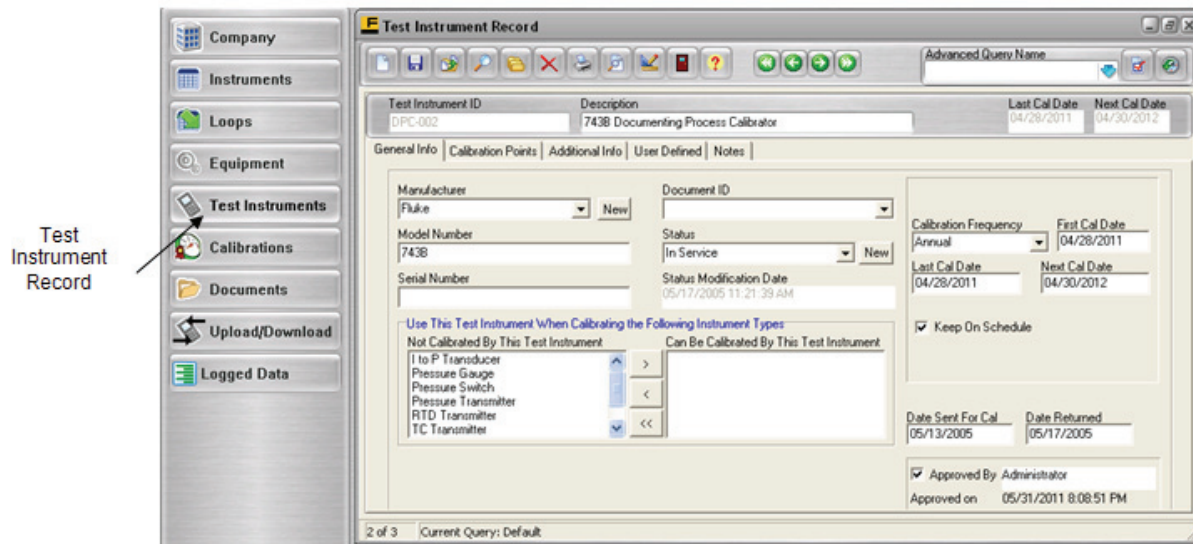 Test
Instrument
Record
Company
Instruments
Loops
Equipment
Test Instruments
Calibrations
Documents
Upload/Download
Logged Data
F Test Instrument Record
Advanced Query Name
Test Instrument ID Description Last Cal Date Next Cal Date
DPC-002 743B Documenting Process Calibrator 04/28/2011 04/30/2012
General Info Calibration Points Additional Info User Defined Notes
Manufacturer Document ID
Fluke New
Model Number Status
743B In Service New
Serial Number Status Modification Date
05/17/2005 11:21:39 AM
Calibration Frequency First Cal Date
Annual 04/28/2011
Last Cal Date Next Cal Date
04/28/2011 04/30/2012
Keep On Schedule
Use This Test Instrument When Calibrating the Following Instrument Types
Not Calibrated By This Test Instrument Can Be Calibrated By This Test Instrument
I to P Transducer
Pressure Gauge
Pressure Switch
Pressure Transmitter
RTD Transmitter
TC Transmitter
>
<
<<
Date Sent For Cal Date Returned
05/13/2005 05/17/2005
Approved By Administrator
Approved on 05/31/2011 8:08:51 PM
2 of 3 Current Query: Default